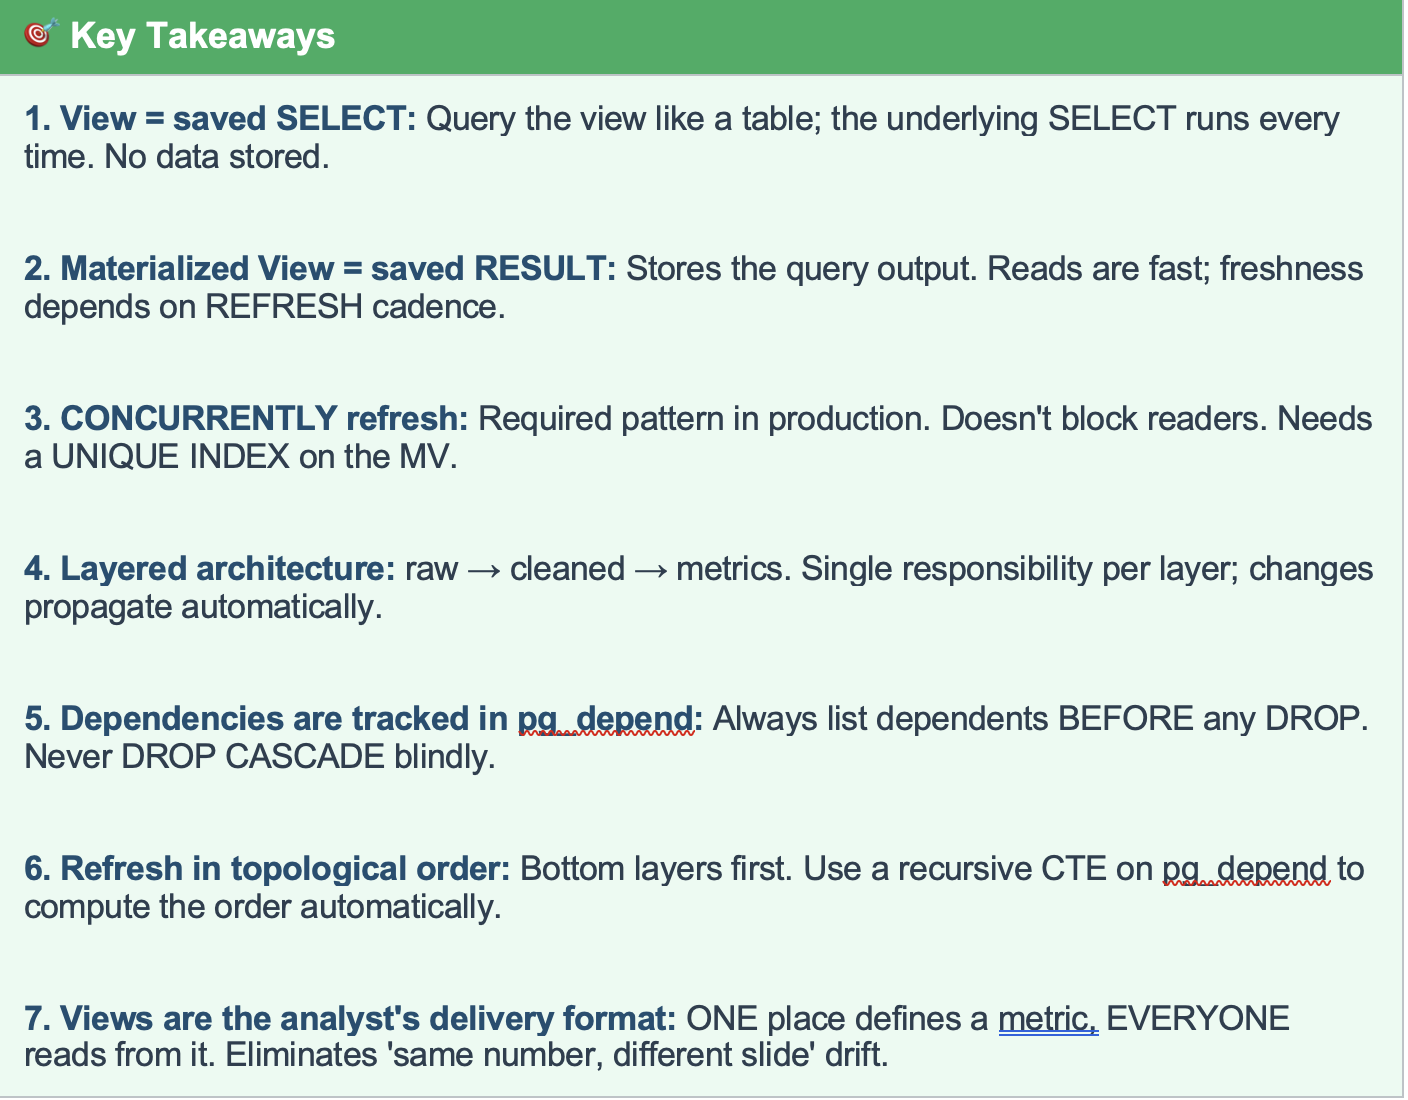 🎯 Key Takeaways
1. View = saved SELECT: Query the view like a table; the underlying SELECT runs every
time. No data stored.
2. Materialized View = saved RESULT: Stores the query output. Reads are fast; freshness
depends on REFRESH cadence.
3. CONCURRENTLY refresh: Required pattern in production. Doesn't block readers. Needs
a UNIQUE INDEX on the MV.
4. Layered architecture: raw → cleaned → metrics. Single responsibility per layer; changes
propagate automatically.
5. Dependencies are tracked in pg_depend: Always list dependents BEFORE any DROP.
Never DROP CASCADE blindly.
6. Refresh in topological order: Bottom layers first. Use a recursive CTE on pg_depend to
compute the order automatically.
7. Views are the analyst's delivery format: ONE place defines a metric, EVERYONE
reads from it. Eliminates 'same number, different slide' drift.